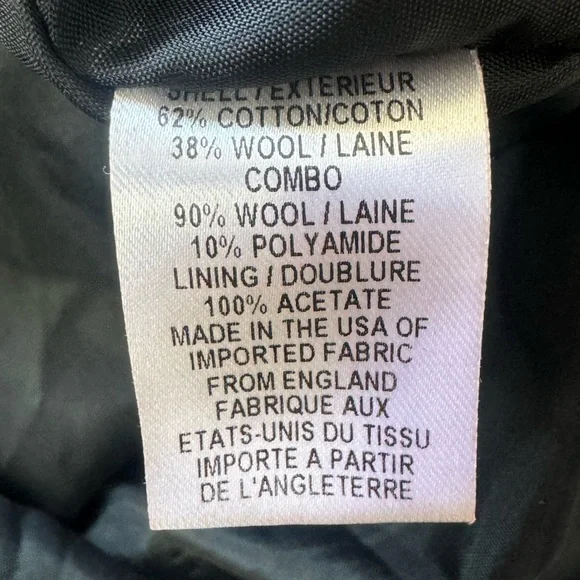 SHELL / EXTERIEUR
62% COTTON/COTON
38% WOOL / LAINE
COMBO
90% WOOL / LAINE
10% POLYAMIDE
LINING / DOUBLURE
100% ACETATE
MADE IN THE USA OF
IMPORTED FABRIC
FROM ENGLAND
FABRIQUE AUX
ETATS-UNIS DU TISSU
IMPORTE A PARTIR
DE L'ANGLETERRE